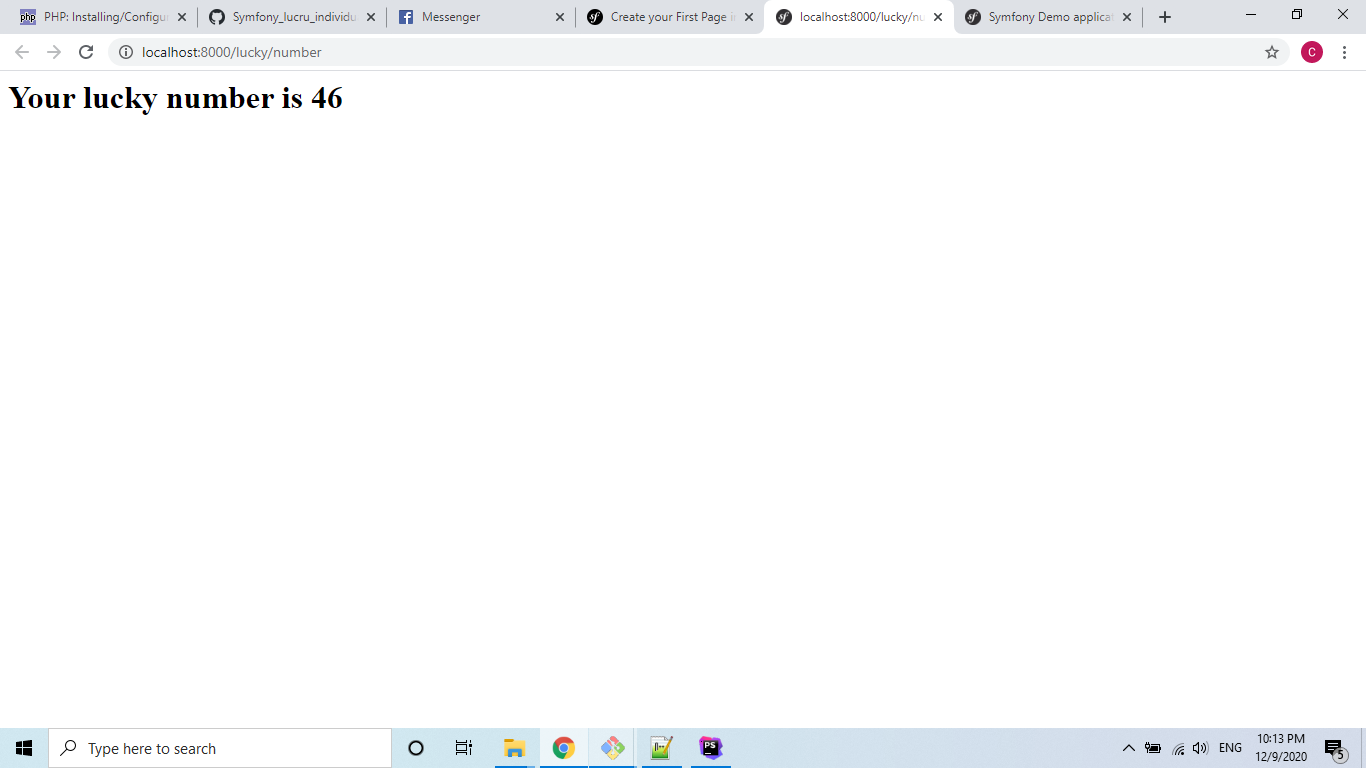 PHP: Installing/Configu
Symfony_lucru_individu
Messenger
Create your First Page i
localhost:8000/lucky/nu
Symfony Demo applicat
localhost:8000/lucky/number
C
Your lucky number is 46
Type here to search
PS
ENG
10:13 PM
12/9/2020
5